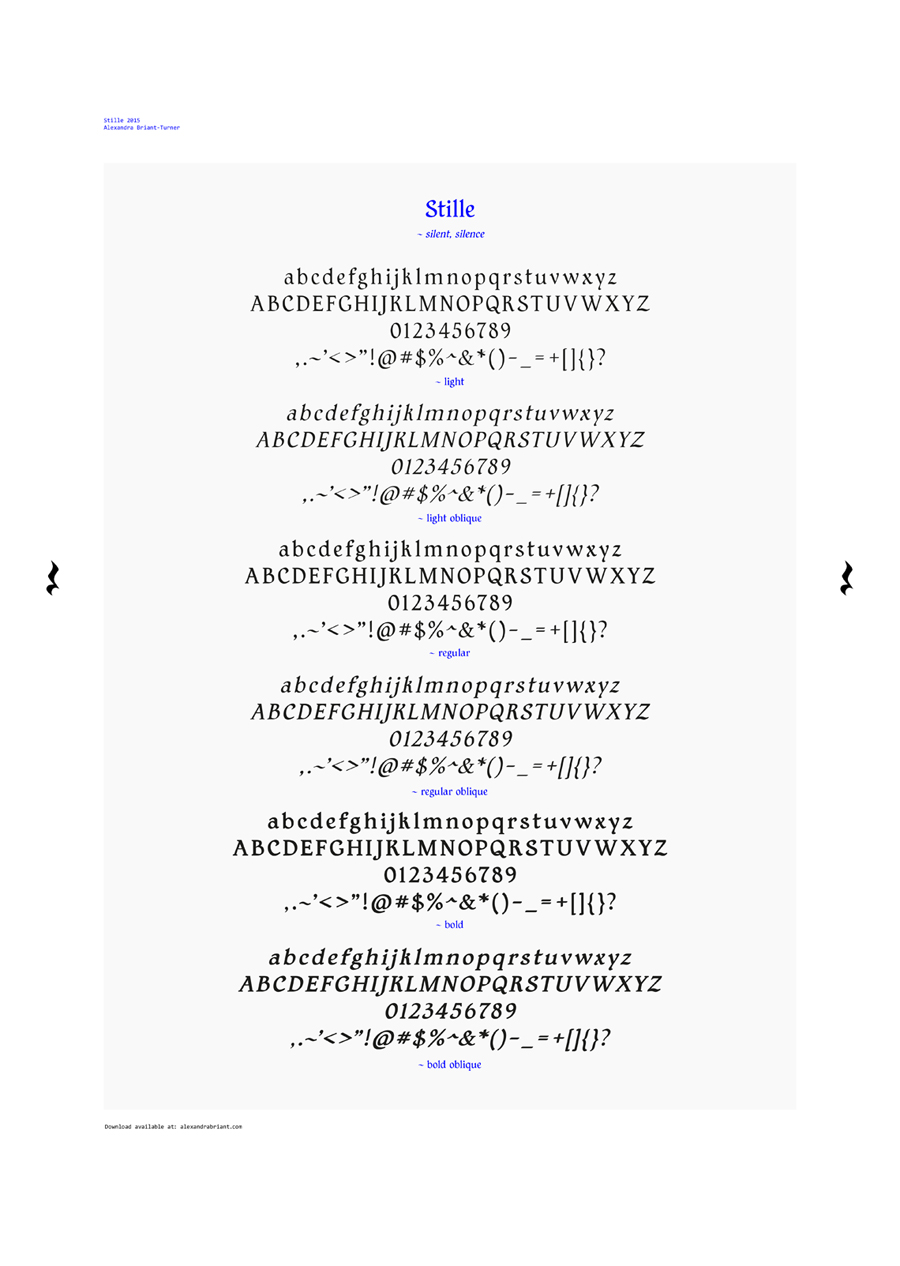 Stille 2015
Alexandra Briant-Turner
Stille
~ silent, silence
abcdefghijklmnopqrstuvwxyz
ABCDEFGHIJKLMNOPQRSTUVWXYZ
0123456789
,.~’<>”!@#$%^&*()-_=+[]{}?
~ light
abcdefghijklmnopqrstuvwxyz
ABCDEFGHIJKLMNOPQRSTUVWXYZ
0123456789
,.~’<>”!@#$%^&*()-_=+[]{}?
~ light oblique
abcdefghijklmnopqrstuvwxyz
ABCDEFGHIJKLMNOPQRSTUVWXYZ
0123456789
,.~’<>”!@#$%^&*()-_=+[]{}?
~ regular
abcdefghijklmnopqrstuvwxyz
ABCDEFGHIJKLMNOPQRSTUVWXYZ
0123456789
,.~’<>”!@#$%^&*()-_=+[]{}?
~ regular oblique
abcdefghijklmnopqrstuvwxyz
ABCDEFGHIJKLMNOPQRSTUVWXYZ
0123456789
,.~’<>”!@#$%^&*()-_=+[]{}?
~ bold
abcdefghijklmnopqrstuvwxyz
ABCDEFGHIJKLMNOPQRSTUVWXYZ
0123456789
,.~’<>”!@#$%^&*()-_=+[]{}?
~ bold oblique
Download available at: alexandrabriant.com